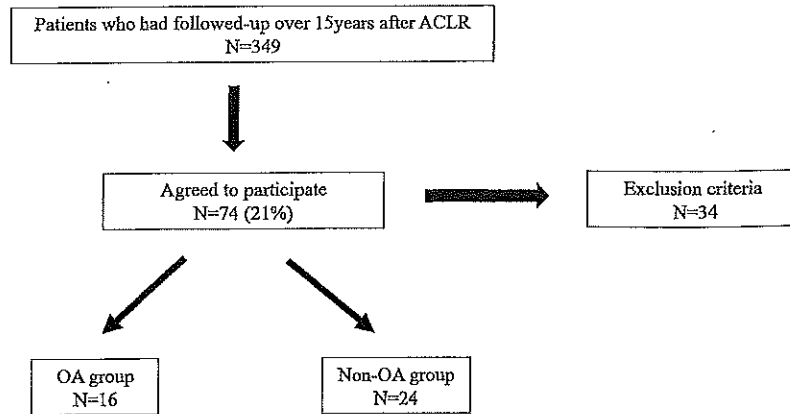 Patients who had followed-up over 15years after ACLR
N=349
Agreed to participate
N=74 (21%)
Exclusion criteria
N=34
OA group
N=16
Non-OA group
N=24